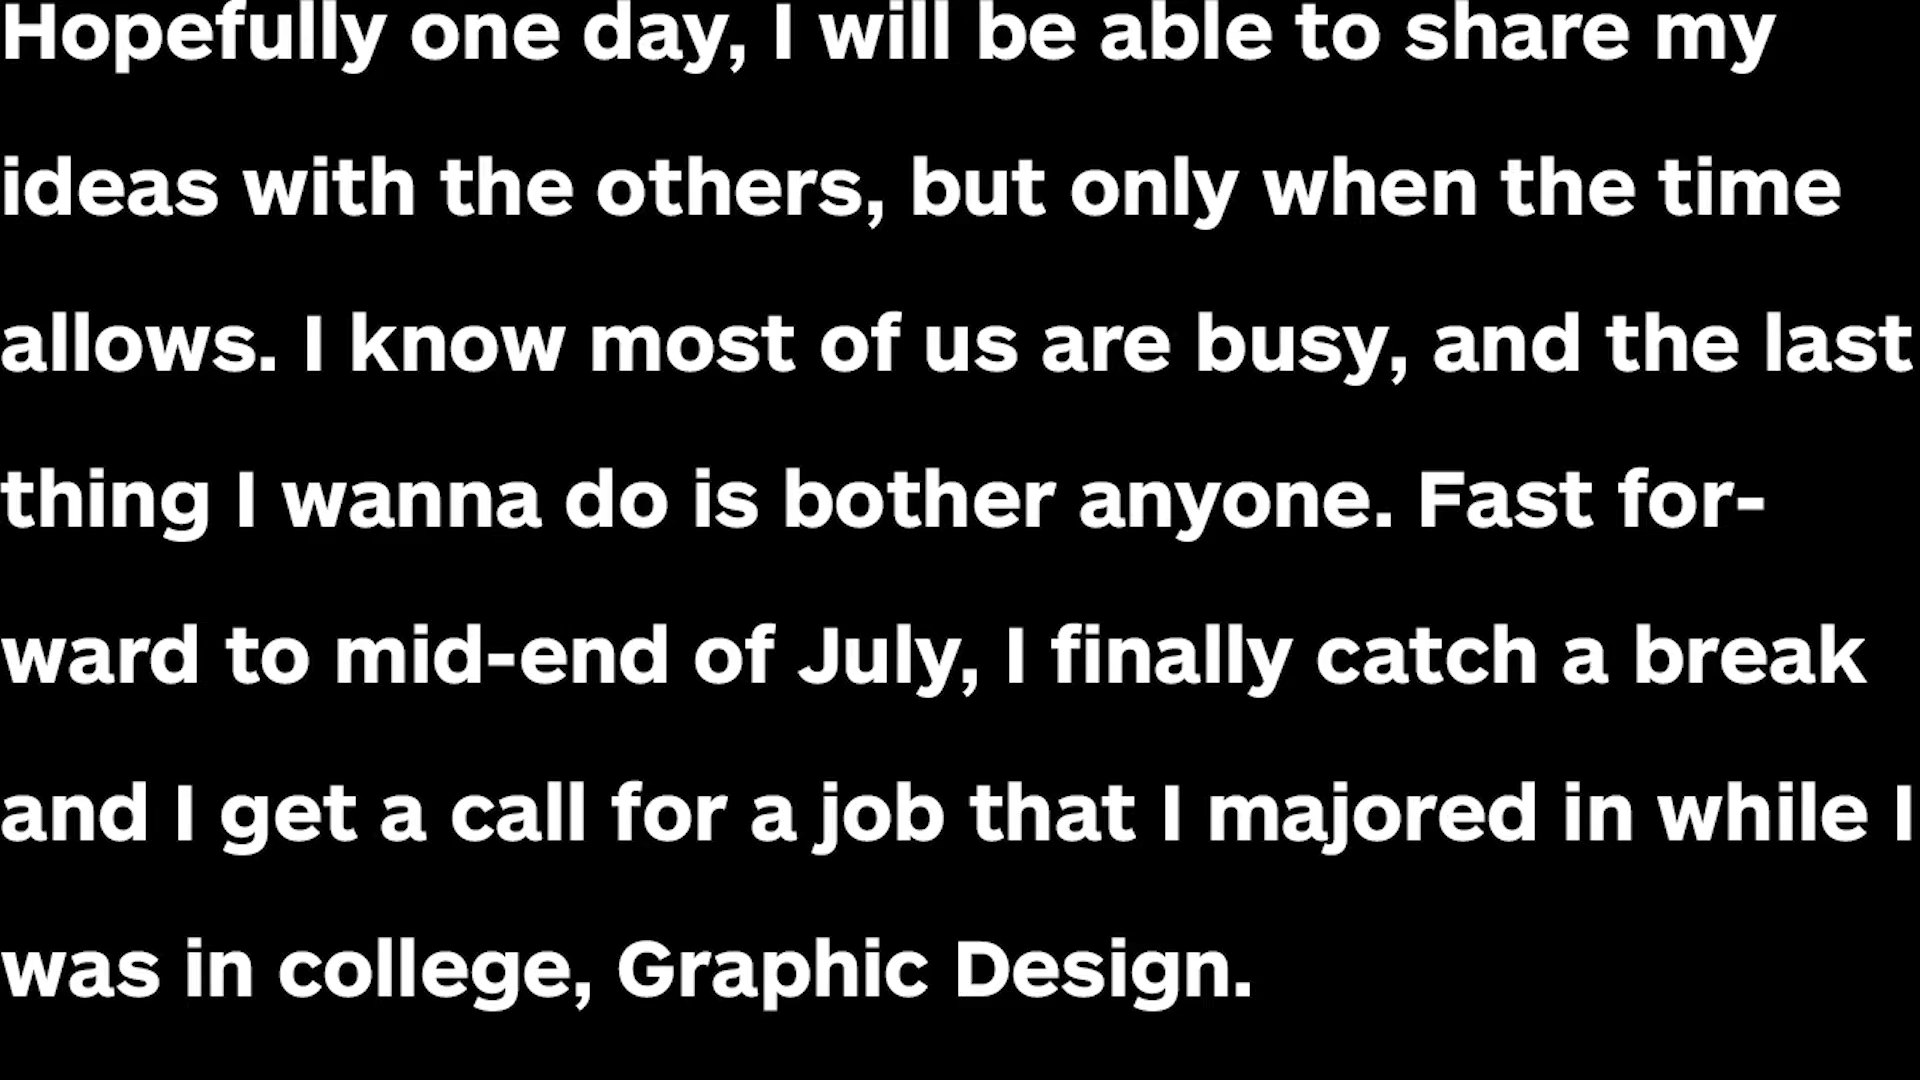 Hopefully one day, I will be able to share my
ideas with the others, but only when the time
allows. I know most of us are busy, and the last
thing I wanna do is bother anyone. Fast for-
ward to mid-end of July, I finally catch a break
and I get a call for a job that I majored in while I
was in college, Graphic Design.